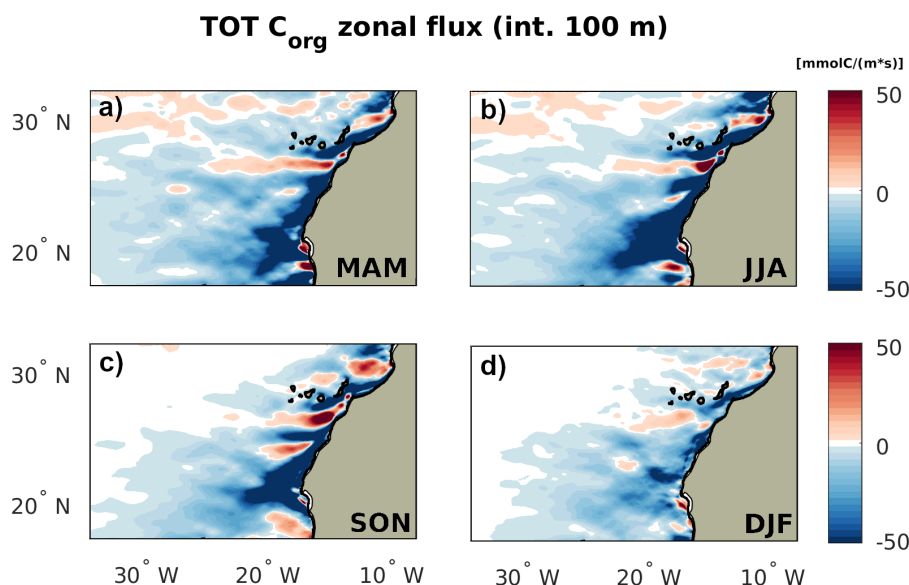 TOT C_org zonal flux (int. 100 m)
[mmolC/(m*s)]
a)
b)
30° N
20° N
MAM
JJA
50
0
-50
c)
d)
30° N
20° N
SON
DJF
50
0
-50
30° W
20° W
10° W
30° W
20° W
10° W